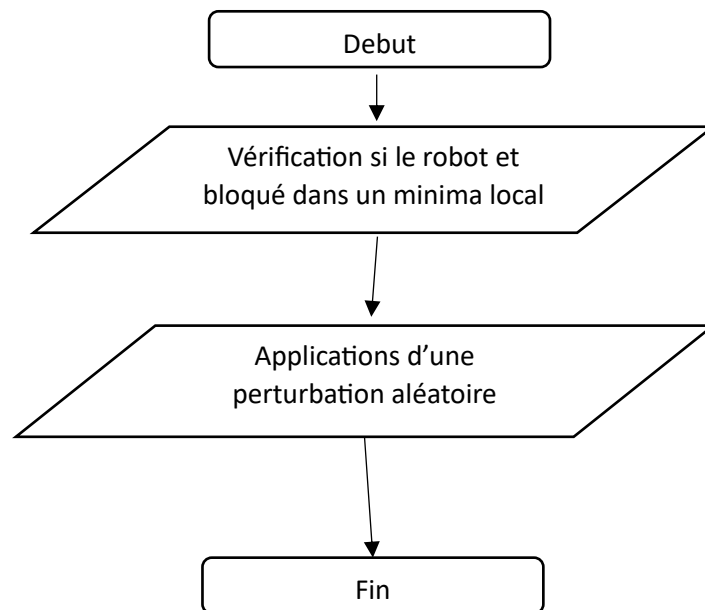 Debut
Vérification si le robot et
bloqué dans un minima local
Applications d’une
perturbation aléatoire
Fin